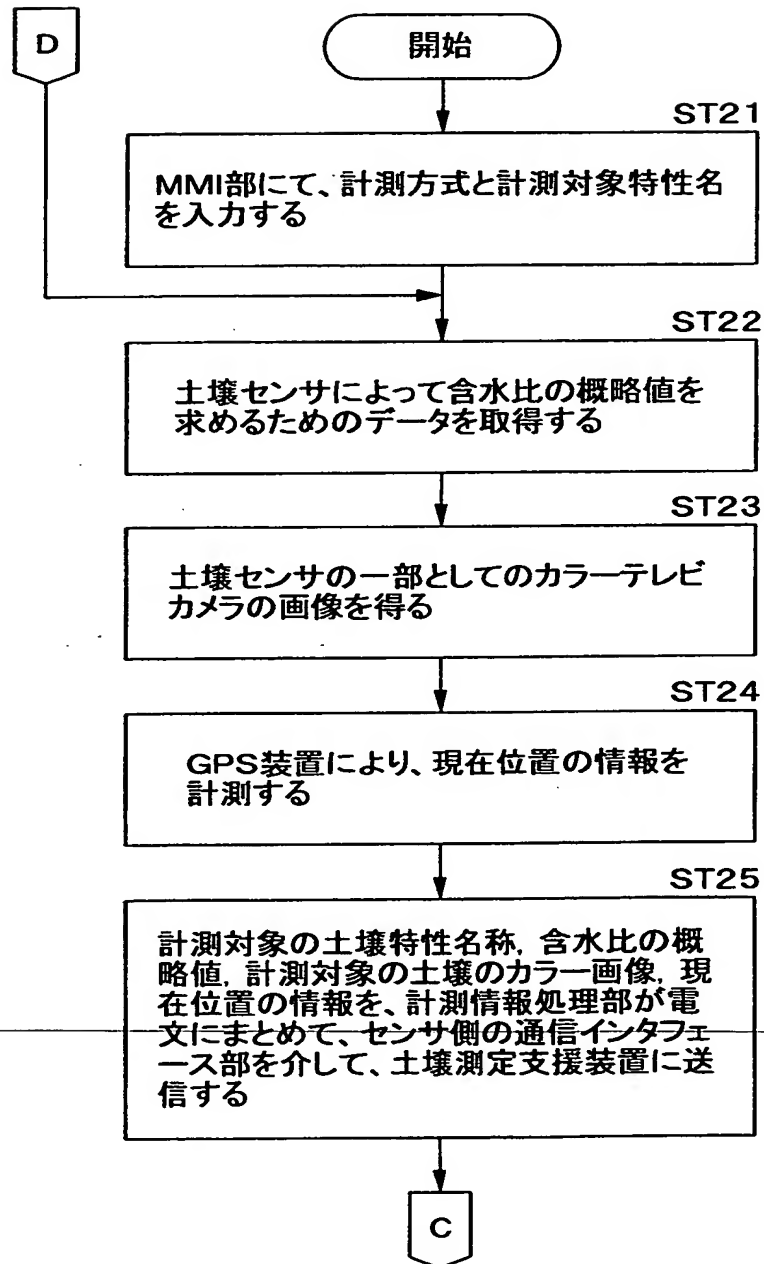 D
開始
ST21
MMI部にて、計測方式と計測対象特性名
を入力する
ST22
土壌センサによって含水比の概略値を
求めるためのデータを取得する
ST23
土壌センサの一部としてのカラーテレビ
カメラの画像を得る
ST24
GPS装置により、現在位置の情報を
計測する
ST25
計測対象の土壌特性名称, 含水比の概
略値, 計測対象の土壌のカラー画像, 現
在位置の情報を、計測情報処理部が電
文にまとめて、センサ側の通信インタフェ
ース部を介して、土壌測定支援装置に送
信する
C